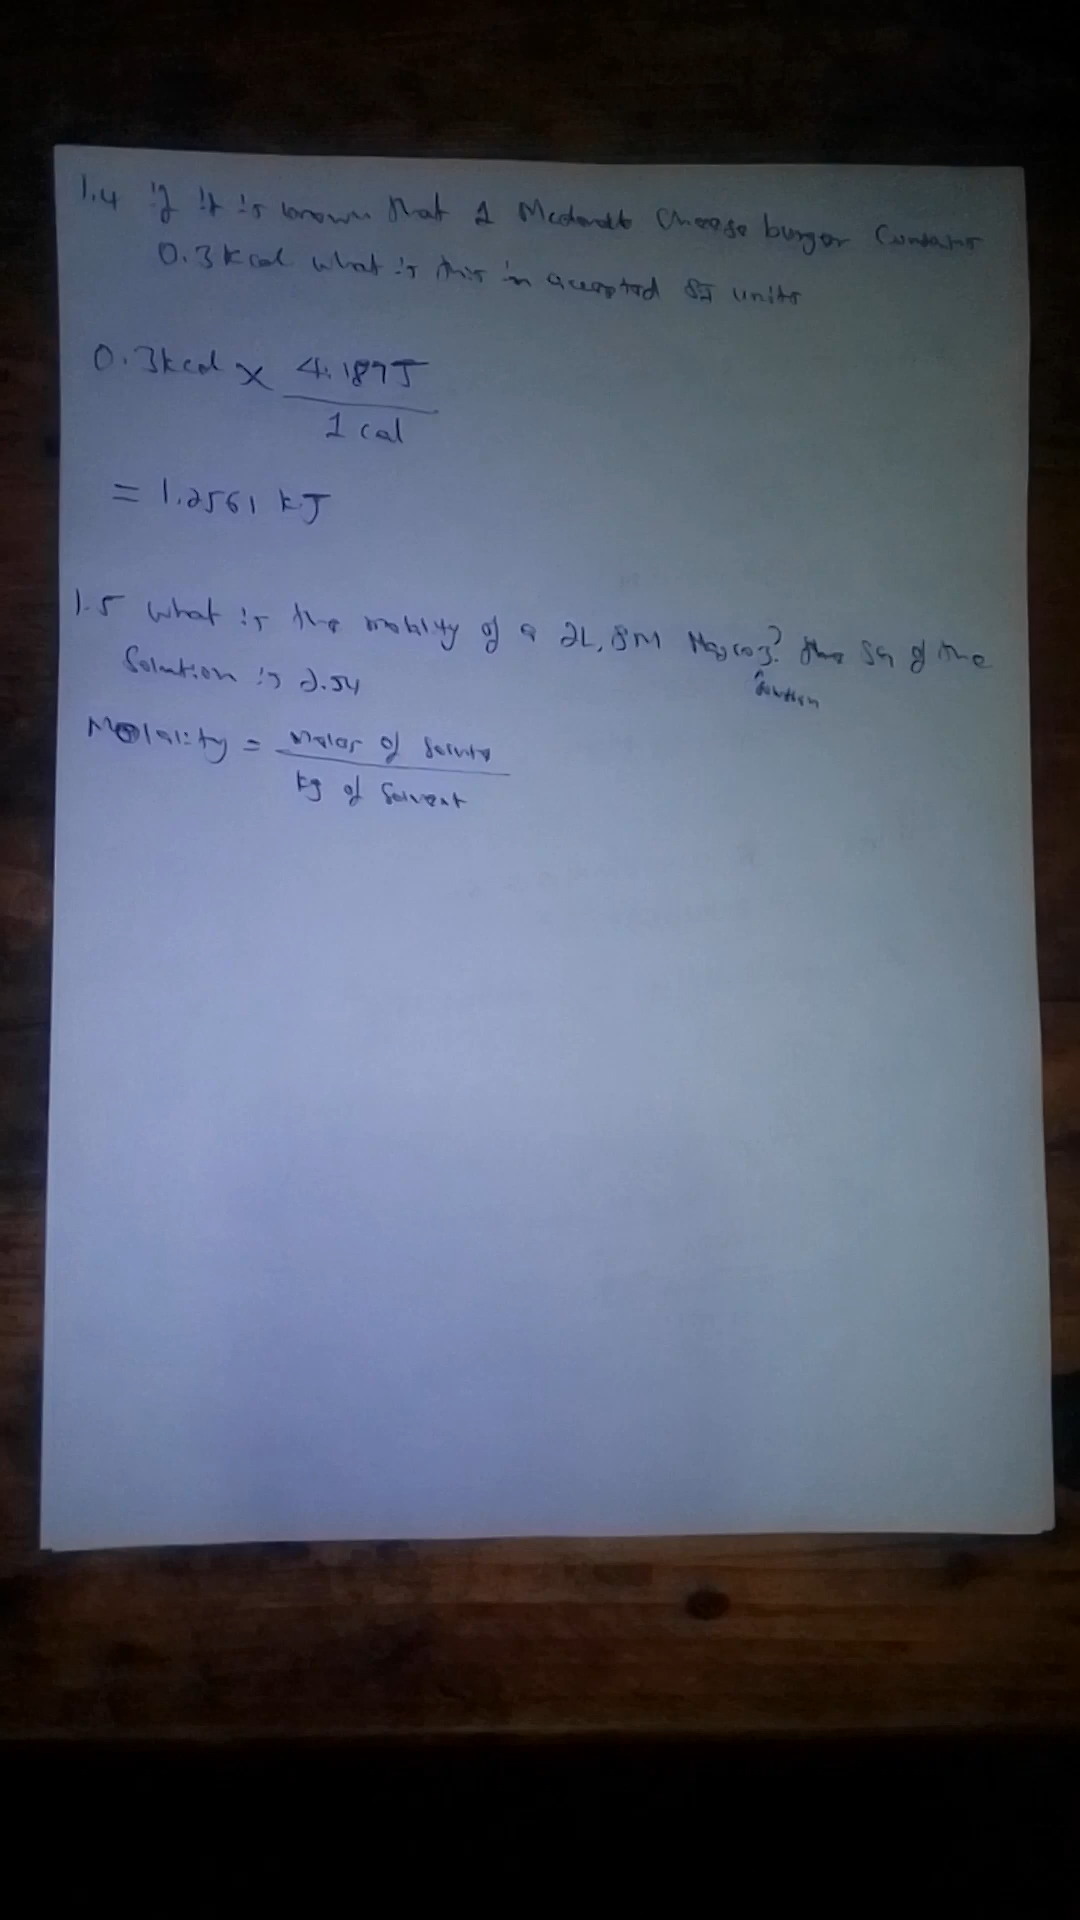 1.4 if it is known that 1 Mcdonalds Cheese burger Contains
0.3 kcal what is this in accepted SI units
0.3kcal × 4.187J
1 cal
= 1.2561 kJ
1.5 what is the molality of a 2L, 8M Na2CO3? the SG of the
solution
Solution is 2.54
Molality = moles of solute
kg of Solvent